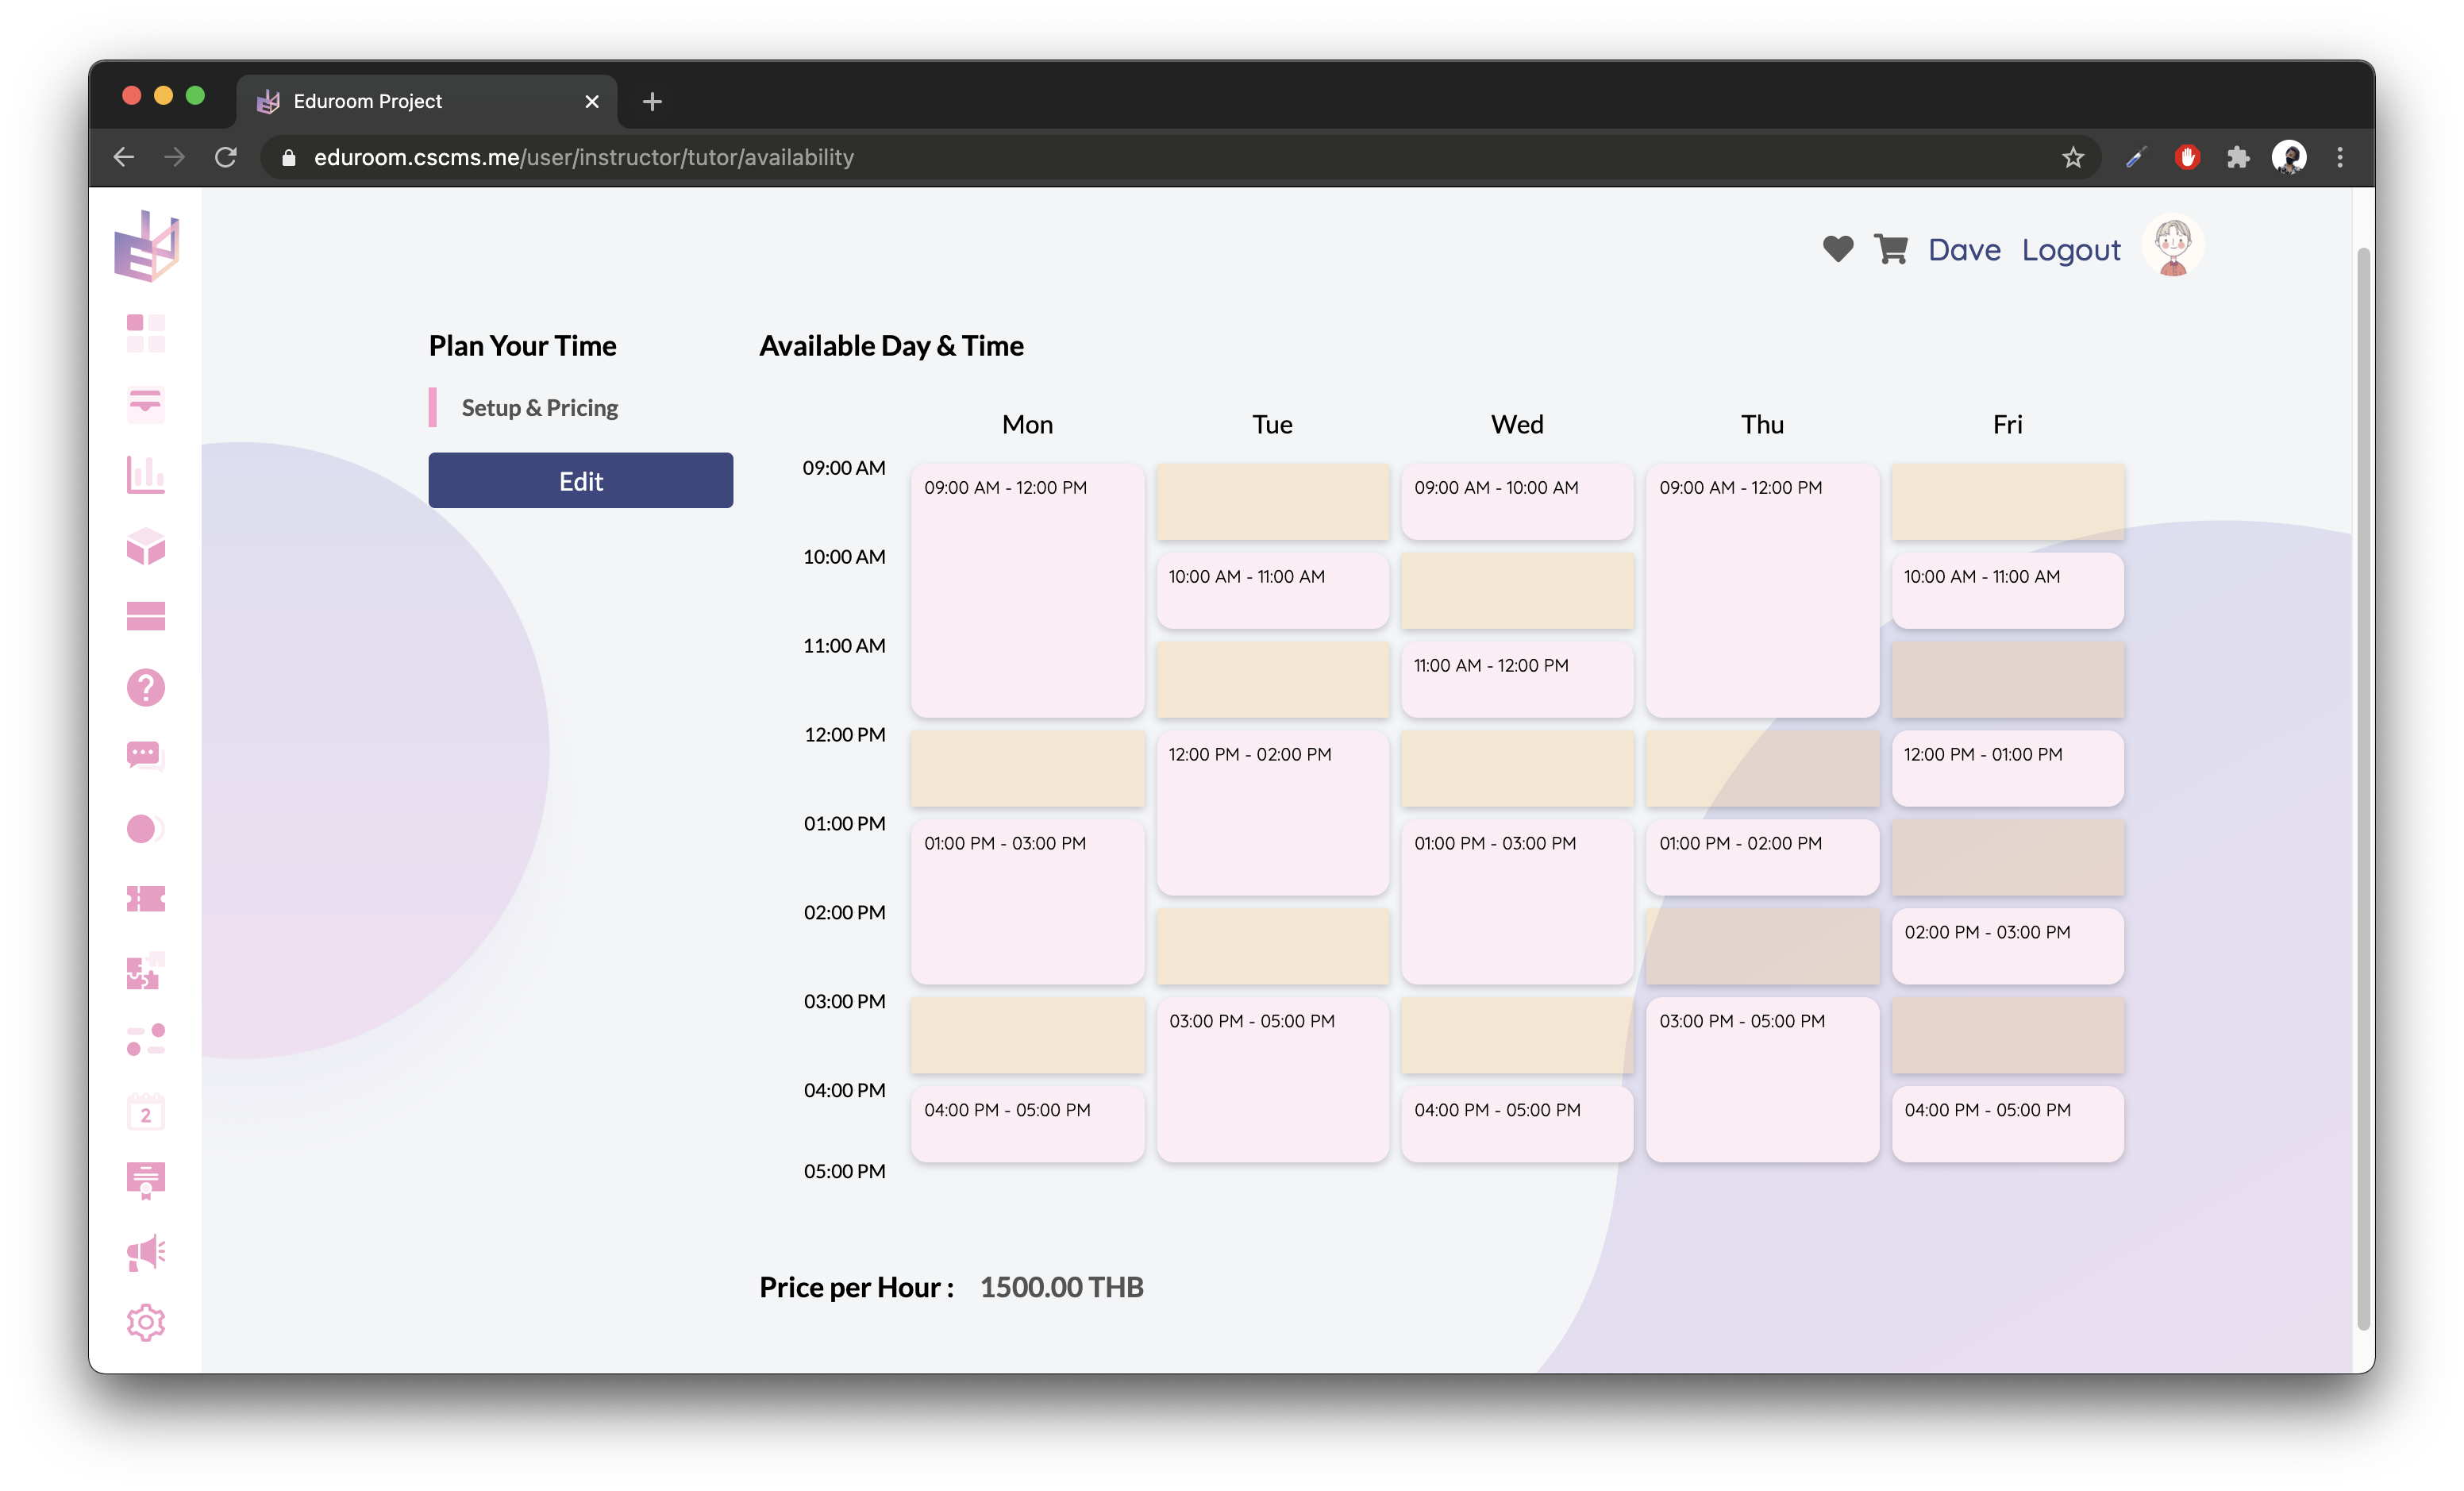 Eduroom Project
eduroom.cscms.me/user/instructor/tutor/availability
Dave Logout
Plan Your Time
Setup & Pricing
Edit
Available Day & Time
Mon Tue Wed Thu Fri
09:00 AM
09:00 AM - 12:00 PM
09:00 AM - 10:00 AM
09:00 AM - 12:00 PM
10:00 AM
10:00 AM - 11:00 AM
10:00 AM - 11:00 AM
11:00 AM
11:00 AM - 12:00 PM
12:00 PM
12:00 PM - 02:00 PM
12:00 PM - 01:00 PM
01:00 PM
01:00 PM - 03:00 PM
01:00 PM - 03:00 PM
01:00 PM - 02:00 PM
02:00 PM
02:00 PM - 03:00 PM
03:00 PM
03:00 PM - 05:00 PM
03:00 PM - 05:00 PM
04:00 PM
04:00 PM - 05:00 PM
04:00 PM - 05:00 PM
04:00 PM - 05:00 PM
05:00 PM
Price per Hour : 1500.00 THB
2